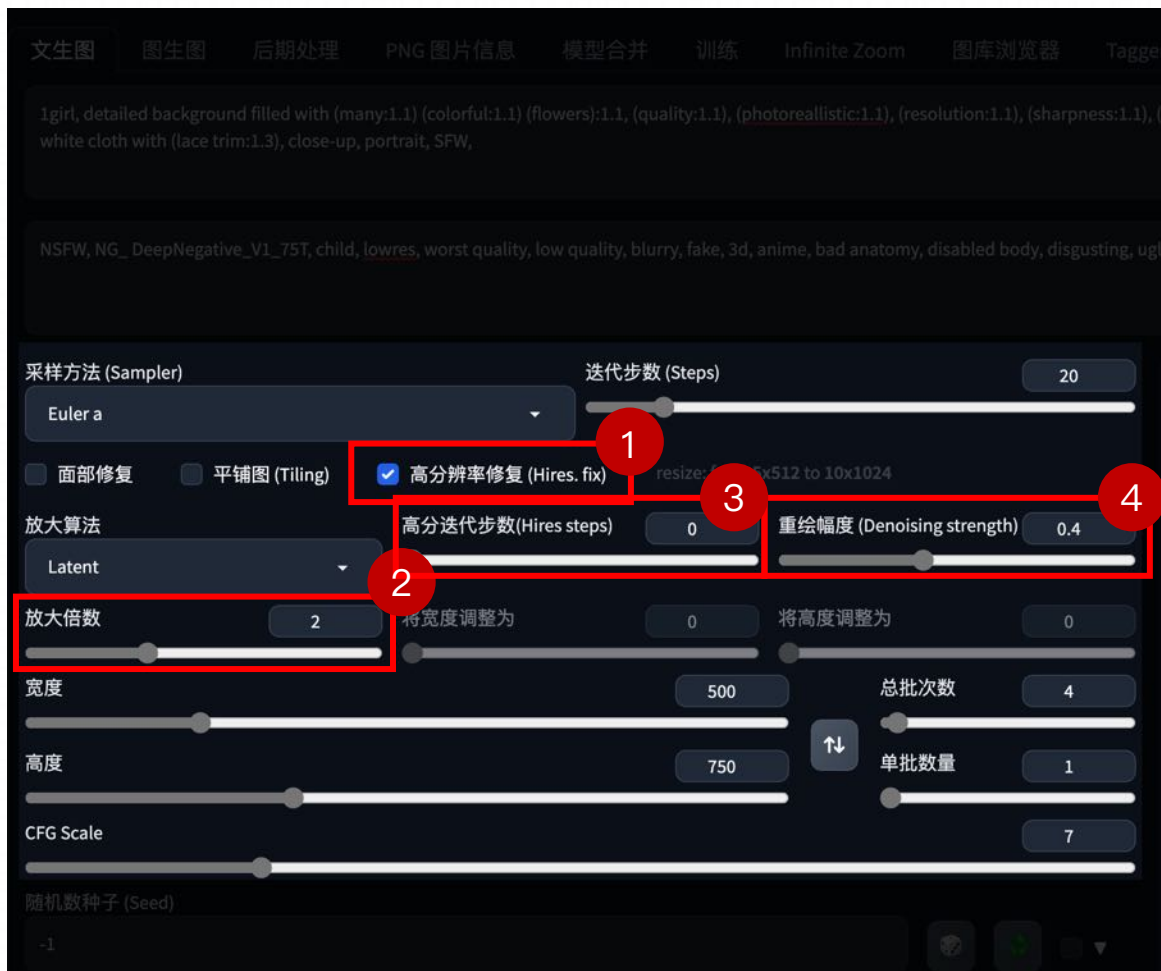 文生图 图生图 后期处理 PNG 图片信息 模型合并 训练 Infinite Zoom 图库浏览器 Tagge
1girl, detailed background filled with (many:1.1) (colorful:1.1) (flowers):1.1, (quality:1.1), (photoreallistic:1.1), (resolution:1.1), (sharpness:1.1), (
white cloth with (lace trim:1.3), close-up, portrait, SFW,
NSFW, NG_ DeepNegative_V1_75T, child, lowres, worst quality, low quality, blurry, fake, 3d, anime, bad anatomy, disabled body, disgusting, ugl
采样方法 (Sampler) 迭代步数 (Steps) 20
Euler a
1
面部修复 平铺图 (Tiling) 高分辨率修复 (Hires. fix) resize: x512 to 10x1024
3 4
放大算法 高分迭代步数(Hires steps) 0 重绘幅度 (Denoising strength) 0.4
Latent
2
放大倍数 2 将宽度调整为 0 将高度调整为 0
宽度 500 总批次数 4
高度 750 单批数量 1
CFG Scale 7
随机数种子 (Seed)
-1